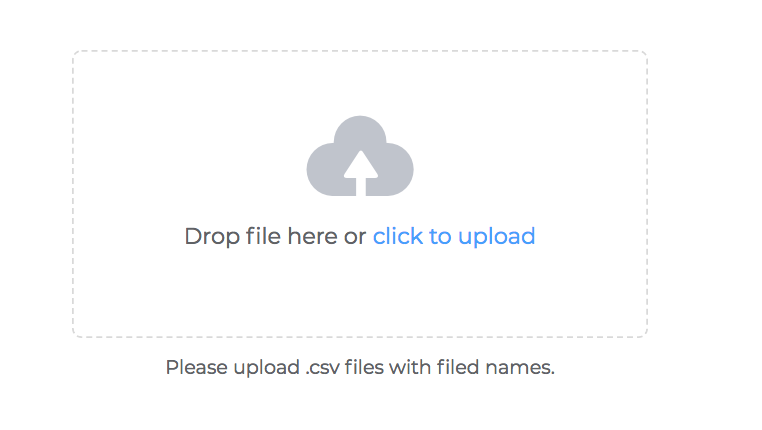 Drop file here or click to upload
Please upload .csv files with filed names.